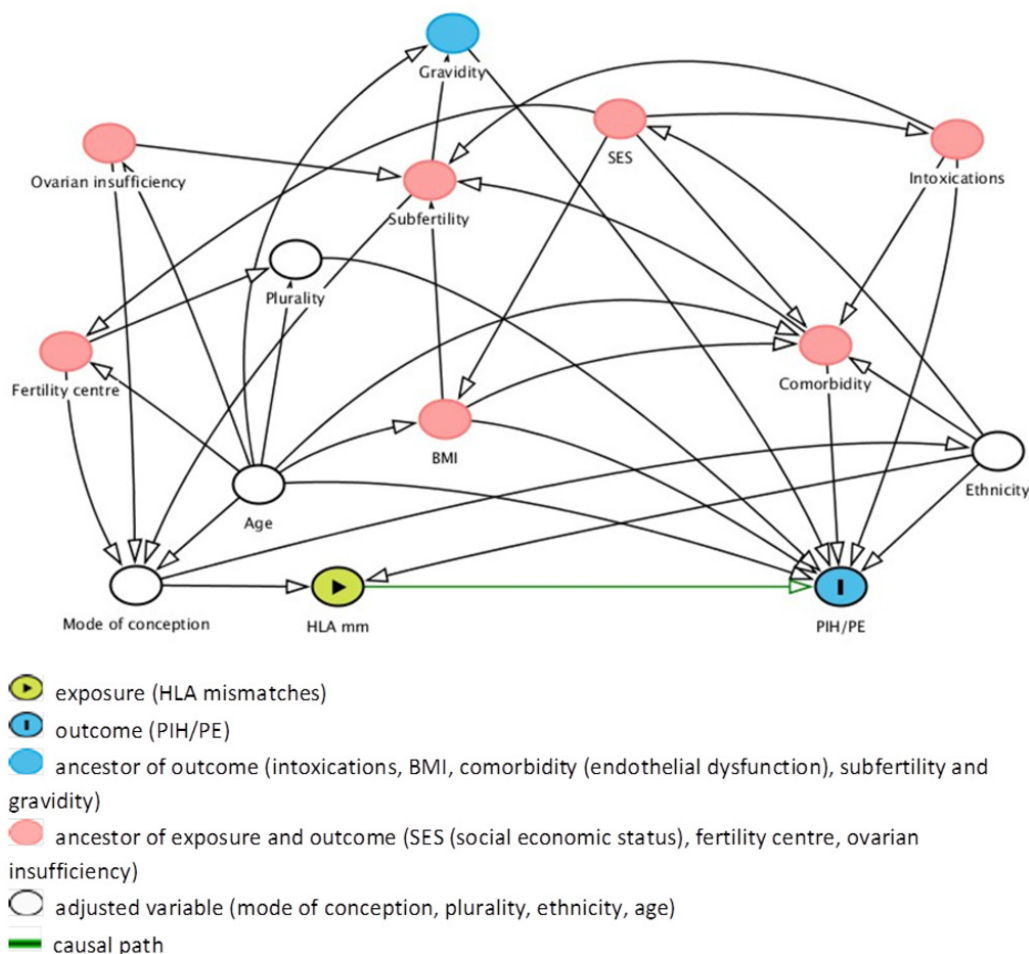 Gravidity
SES
Ovarian insufficiency
Intoxications
Subfertility
Plurality
Fertility centre
Comorbidity
BMI
Ethnicity
Age
Mode of conception
HLA mm
PIH/PE
exposure (HLA mismatches)
outcome (PIH/PE)
ancestor of outcome (intoxications, BMI, comorbidity (endothelial dysfunction), subfertility and
gravidity)
ancestor of exposure and outcome (SES (social economic status), fertility centre, ovarian
insufficiency)
adjusted variable (mode of conception, plurality, ethnicity, age)
causal path